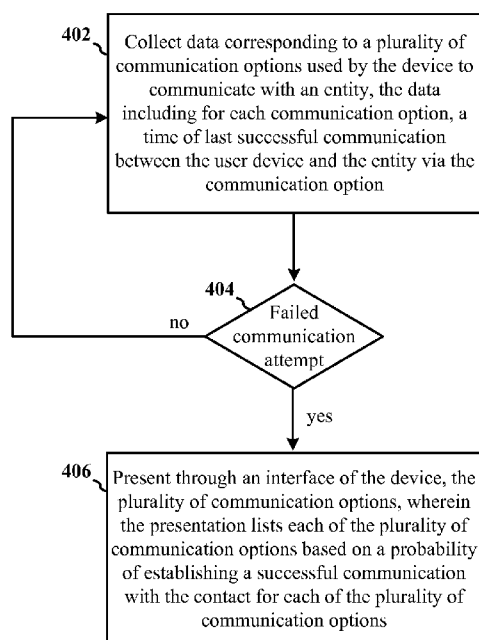 402
Collect data corresponding to a plurality of
communication options used by the device to
communicate with an entity, the data
including for each communication option, a
time of last successful communication
between the user device and the entity via the
communication option
404
Failed
communication
attempt
no
yes
406
Present through an interface of the device, the
plurality of communication options, wherein
the presentation lists each of the plurality of
communication options based on a probability
of establishing a successful communication
with the contact for each of the plurality of
communication options